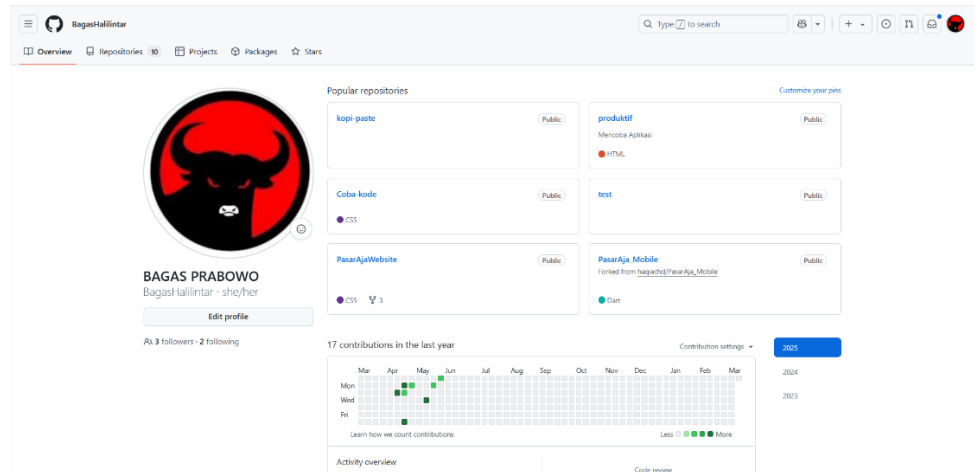 BagasHalilintar
Type / to search
Overview
Repositories 10
Projects
Packages
Stars
Popular repositories
Customize your pins
kopi-paste
Public
produktif
Public
Mencoba Aplikasi
HTML
Coba-kode
Public
CSS
test
Public
PasarAjaWebsite
Public
CSS
3
PasarAja_Mobile
Public
Forked from haqiachd/PasarAja_Mobile
Dart
BAGAS PRABOWO
BagasHalilintar · she/her
Edit profile
3 followers · 2 following
17 contributions in the last year
Contribution settings
2025
2024
2023
Mar Apr May Jun Jul Aug Sep Oct Nov Dec Jan Feb Mar
Mon
Wed
Fri
Learn how we count contributions
Less More
Activity overview
Code review